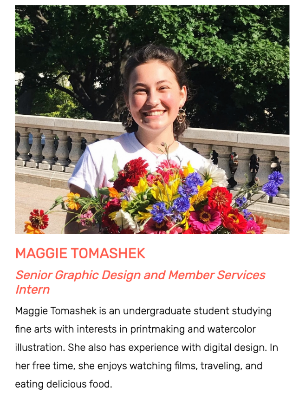 MAGGIE TOMASHEK
Senior Graphic Design and Member Services
Intern
Maggie Tomashek is an undergraduate student studying
fine arts with interests in printmaking and watercolor
illustration. She also has experience with digital design. In
her free time, she enjoys watching films, traveling, and
eating delicious food.